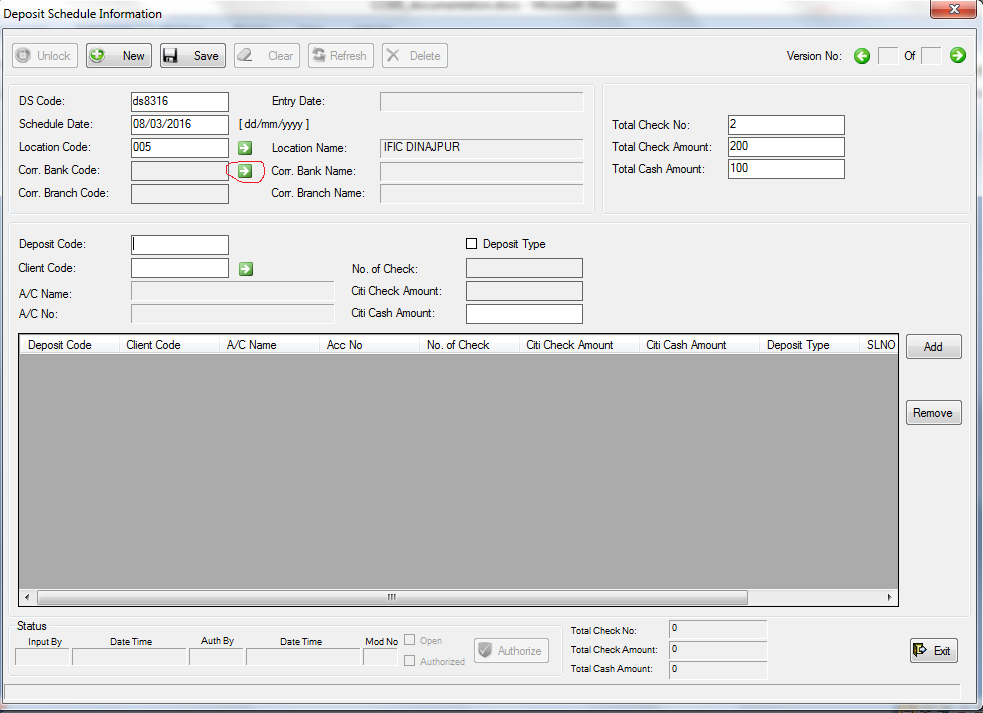 CCMS_documentation.docx - Microsoft Word
Deposit Schedule Information
Unlock New Save Clear Refresh Delete Version No: Of
DS Code: ds8316 Entry Date:
Schedule Date: 08/03/2016 [ dd/mm/yyyy ] Total Check No: 2
Location Code: 005 Location Name: IFIC DINAJPUR Total Check Amount: 200
Corr. Bank Code: Corr. Bank Name: Total Cash Amount: 100
Corr. Branch Code: Corr. Branch Name:
Deposit Code: Deposit Type
Client Code: No. of Check:
A/C Name: Citi Check Amount:
A/C No: Citi Cash Amount:
Deposit Code Client Code A/C Name Acc No No. of Check Citi Check Amount Citi Cash Amount Deposit Type SLNO Add
Remove
Status
Input By Date Time Auth By Date Time Mod No Open Total Check No: 0
Authorize Total Check Amount: 0 Exit
Authorized Total Cash Amount: 0